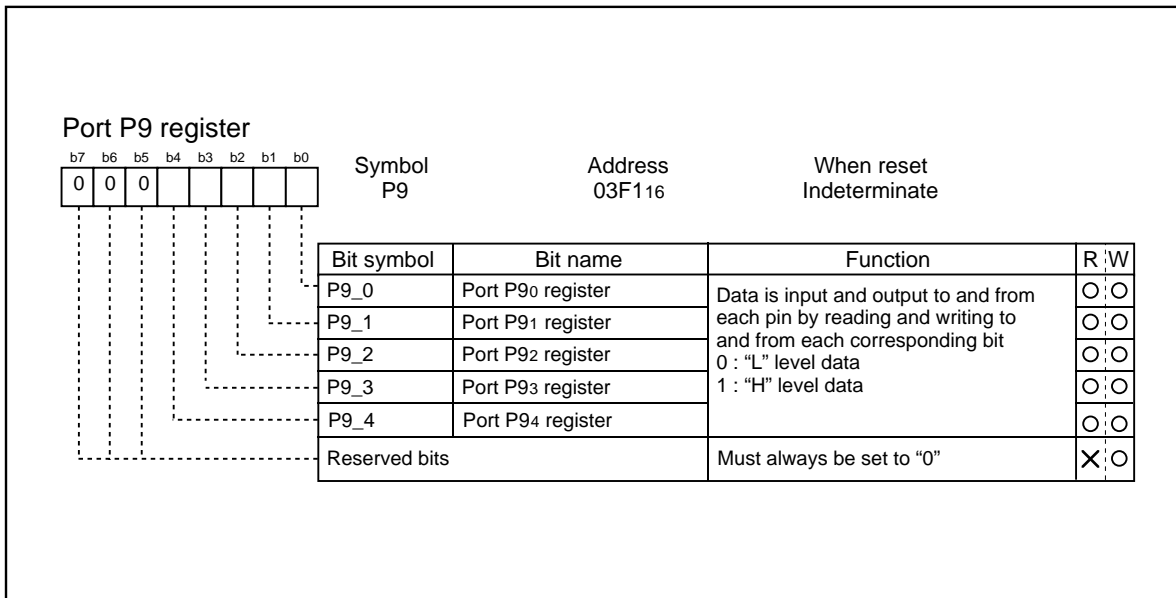 Port P9 register
b7 b6 b5 b4 b3 b2 b1 b0
0 0 0
Symbol Address When reset
P9 03F116 Indeterminate
Bit symbol Bit name Function R W
P9_0 Port P90 register
P9_1 Port P91 register
P9_2 Port P92 register
P9_3 Port P93 register
P9_4 Port P94 register
Data is input and output to and from
each pin by reading and writing to
and from each corresponding bit
0 : “L” level data
1 : “H” level data
Reserved bits Must always be set to “0”